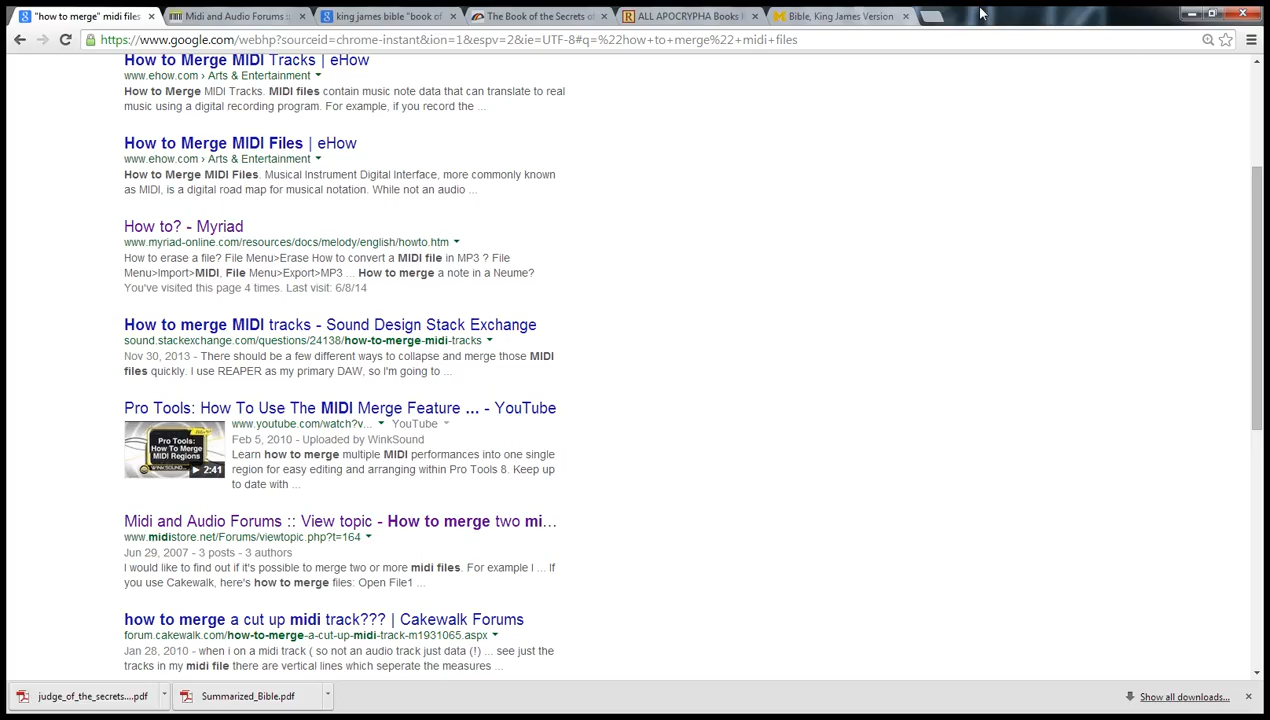 "how to merge" midi files
Midi and Audio Forums ::
king james bible "book of
The Book of the Secrets of
ALL APOCRYPHA Books
Bible, King James Version
https://www.google.com/webhp?sourceid=chrome-instant&ion=1&espv=2&ie=UTF-8#q=%22how+to+merge%22+midi+files
How to Merge MIDI Tracks | eHow
www.ehow.com › Arts & Entertainment
How to Merge MIDI Tracks. MIDI files contain music note data that can translate to real
music using a digital recording program. For example, if you record the ...
How to Merge MIDI Files | eHow
www.ehow.com › Arts & Entertainment
How to Merge MIDI Files. Musical Instrument Digital Interface, more commonly known
as MIDI, is a digital road map for musical notation. While not an audio ...
How to? - Myriad
www.myriad-online.com/resources/docs/melody/english/howto.htm
How to erase a file? File Menu>Erase How to convert a MIDI file in MP3 ? File
Menu>Import>MIDI, File Menu>Export>MP3 ... How to merge a note in a Neume?
You've visited this page 4 times. Last visit: 6/8/14
How to merge MIDI tracks - Sound Design Stack Exchange
sound.stackexchange.com/questions/24138/how-to-merge-midi-tracks
Nov 30, 2013 - There should be a few different ways to collapse and merge those MIDI
files quickly. I use REAPER as my primary DAW, so I'm going to ...
Pro Tools: How To Use The MIDI Merge Feature ... - YouTube
www.youtube.com/watch?v... YouTube
Feb 5, 2010 - Uploaded by WinkSound
Learn how to merge multiple MIDI performances into one single
region for easy editing and arranging within Pro Tools 8. Keep up
to date with ...
Pro Tools:
How To Merge
MIDI Regions
WINKSOUND
2:41
Midi and Audio Forums :: View topic - How to merge two mi...
www.midistore.net/Forums/viewtopic.php?t=164
Jun 29, 2007 - 3 posts - 3 authors
I would like to find out if it's possible to merge two or more midi files. For example I ... If
you use Cakewalk, here's how to merge files: Open File1 ...
how to merge a cut up midi track??? | Cakewalk Forums
forum.cakewalk.com/how-to-merge-a-cut-up-midi-track-m1931065.aspx
Jan 28, 2010 - when i on a midi track ( so not an audio track just data (!) ... see just the
tracks in my midi file there are vertical lines which seperate the measures ...
judge_of_the_secrets....pdf
Summarized_Bible.pdf
Show all downloads...